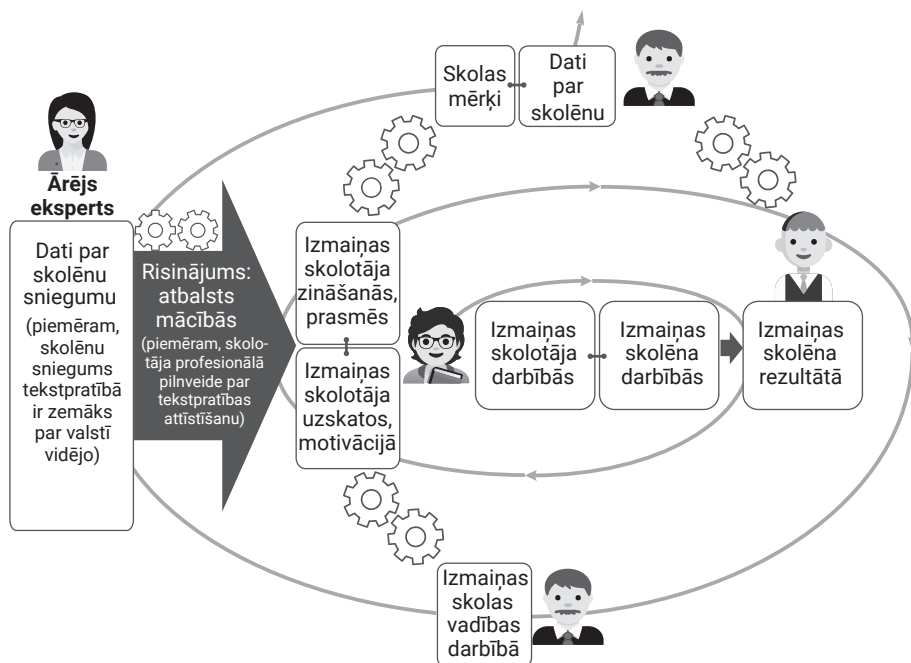 Skolas
mērķi
Dati
par
skolēnu
Ārējs
eksperts
Dati par
skolēnu
sniegumu
(piemēram,
skolēnu
sniegums
tekstpratībā
ir zemāks
par valstī
vidējo)
Risinājums:
atbalsts
mācībās
(piemēram, skolo-
tāja profesionālā
pilnveide par
tekstpratības
attīstīšanu)
Izmaiņas
skolotāja
zināšanās,
prasmēs
Izmaiņas
skolotāja
uzskatos,
motivācijā
Izmaiņas
skolotāja
darbībās
Izmaiņas
skolēna
darbībās
Izmaiņas
skolēna
rezultātā
Izmaiņas
skolas
vadības
darbībā